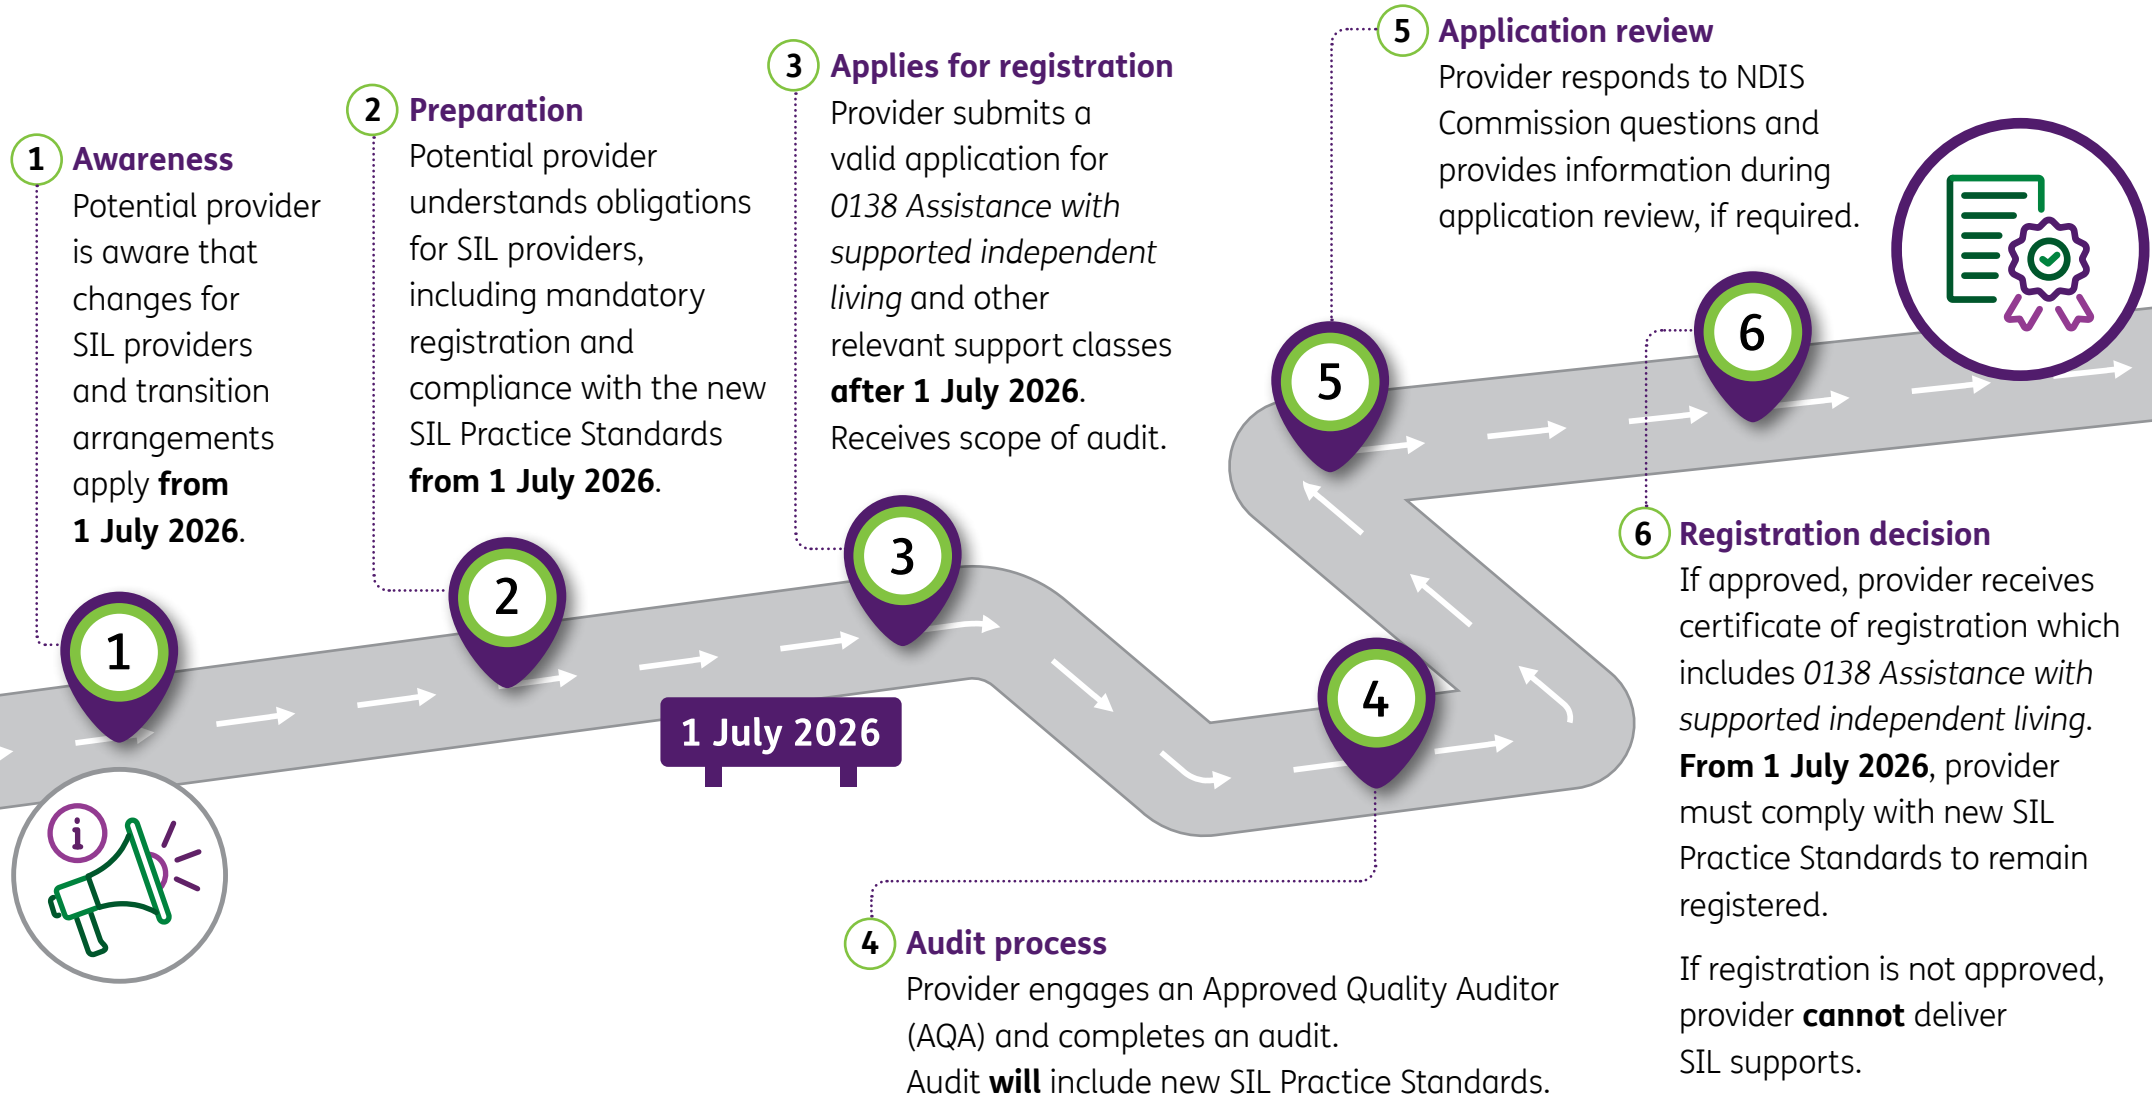 1 Awareness
Potential provider
is aware that
changes for
SIL providers
and transition
arrangements
apply from
1 July 2026.
2 Preparation
Potential provider
understands obligations
for SIL providers,
including mandatory
registration and
compliance with the new
SIL Practice Standards
from 1 July 2026.
3 Applies for registration
Provider submits a
valid application for
0138 Assistance with
supported independent
living and other
relevant support classes
after 1 July 2026.
Receives scope of audit.
5 Application review
Provider responds to NDIS
Commission questions and
provides information during
application review, if required.
1
2
3
4
5
6
1 July 2026
i
4 Audit process
Provider engages an Approved Quality Auditor
(AQA) and completes an audit.
Audit will include new SIL Practice Standards.
6 Registration decision
If approved, provider receives
certificate of registration which
includes 0138 Assistance with
supported independent living.
From 1 July 2026, provider
must comply with new SIL
Practice Standards to remain
registered.
If registration is not approved,
provider cannot deliver
SIL supports.